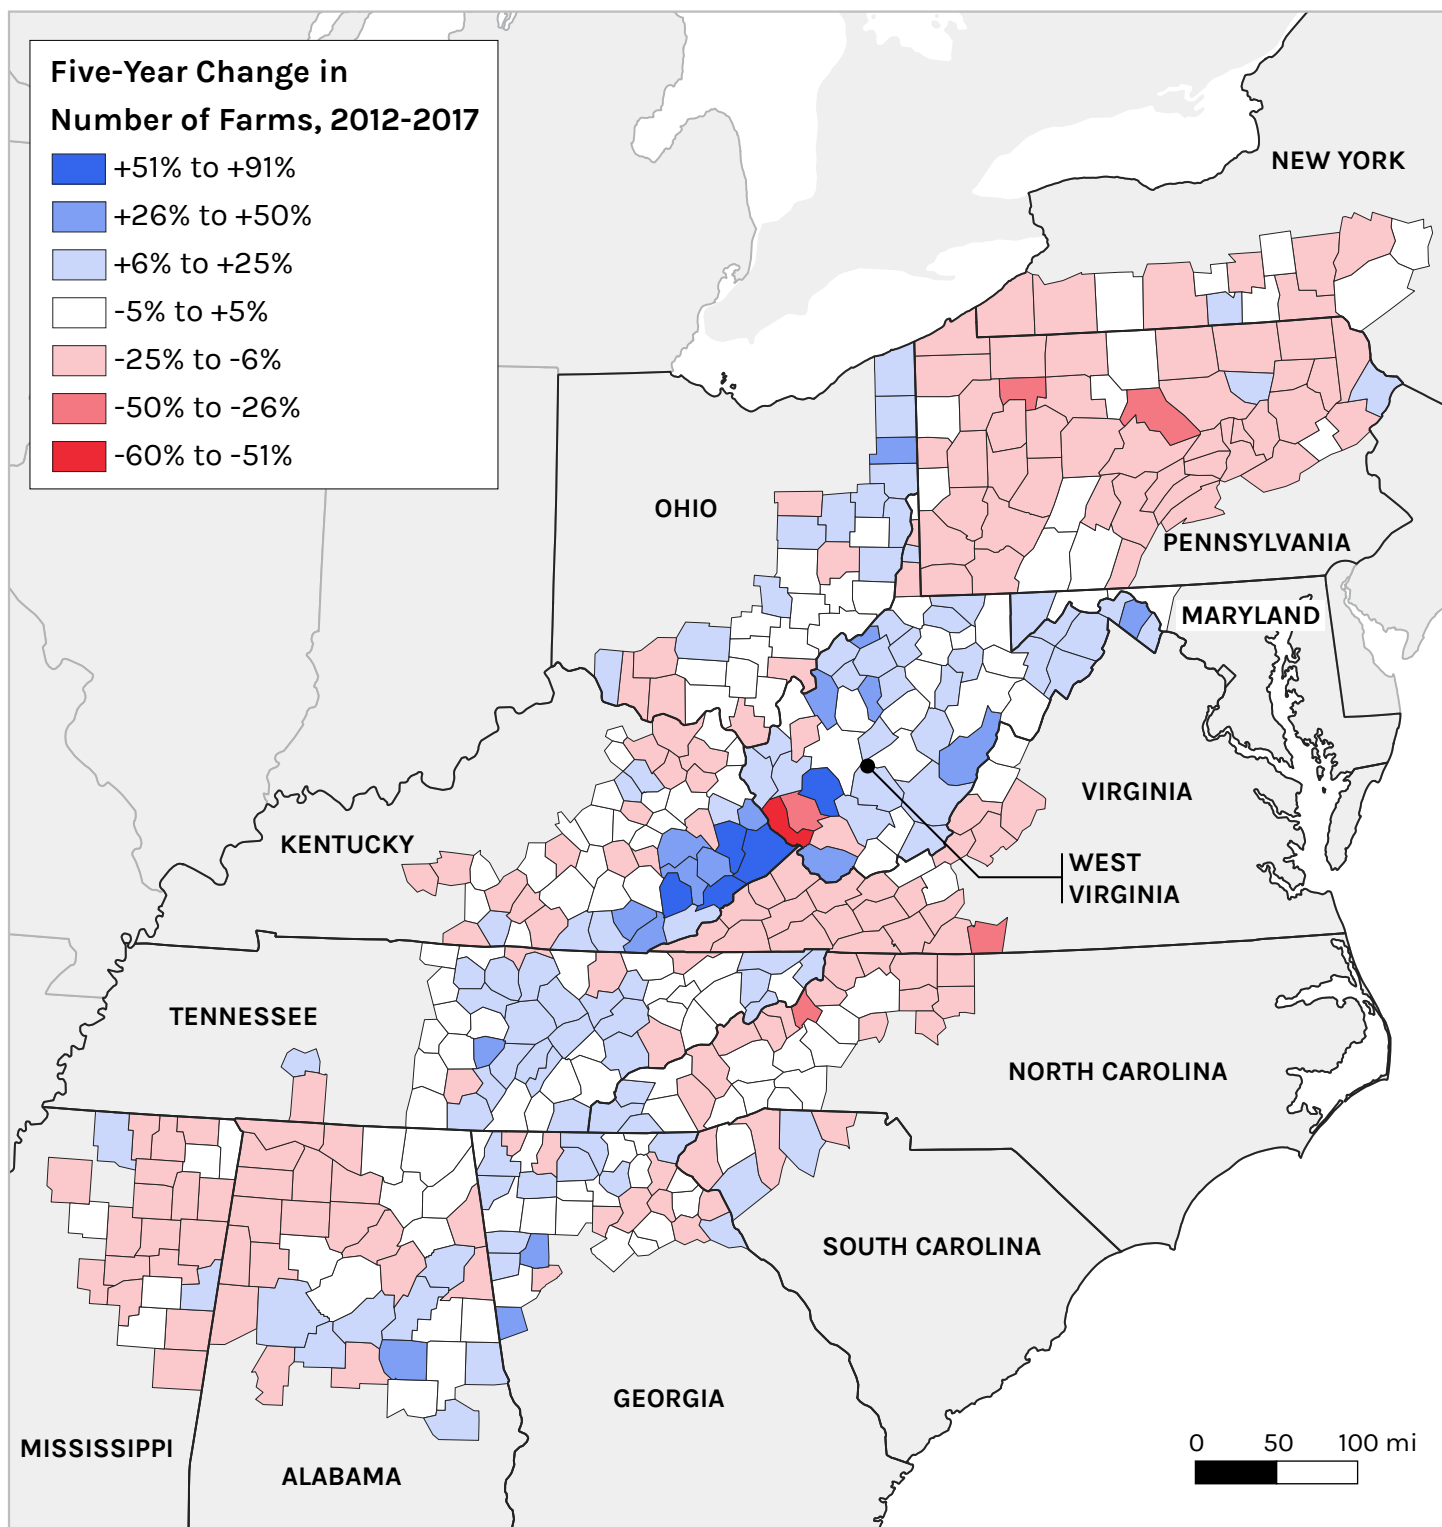 Five-Year Change in
Number of Farms, 2012-2017
+51% to +91%
+26% to +50%
+6% to +25%
-5% to +5%
-25% to -6%
-50% to -26%
-60% to -51%
NEW YORK
OHIO
PENNSYLVANIA
MARYLAND
VIRGINIA
KENTUCKY
WEST
VIRGINIA
TENNESSEE
NORTH CAROLINA
SOUTH CAROLINA
GEORGIA
MISSISSIPPI
ALABAMA
0 50 100 mi